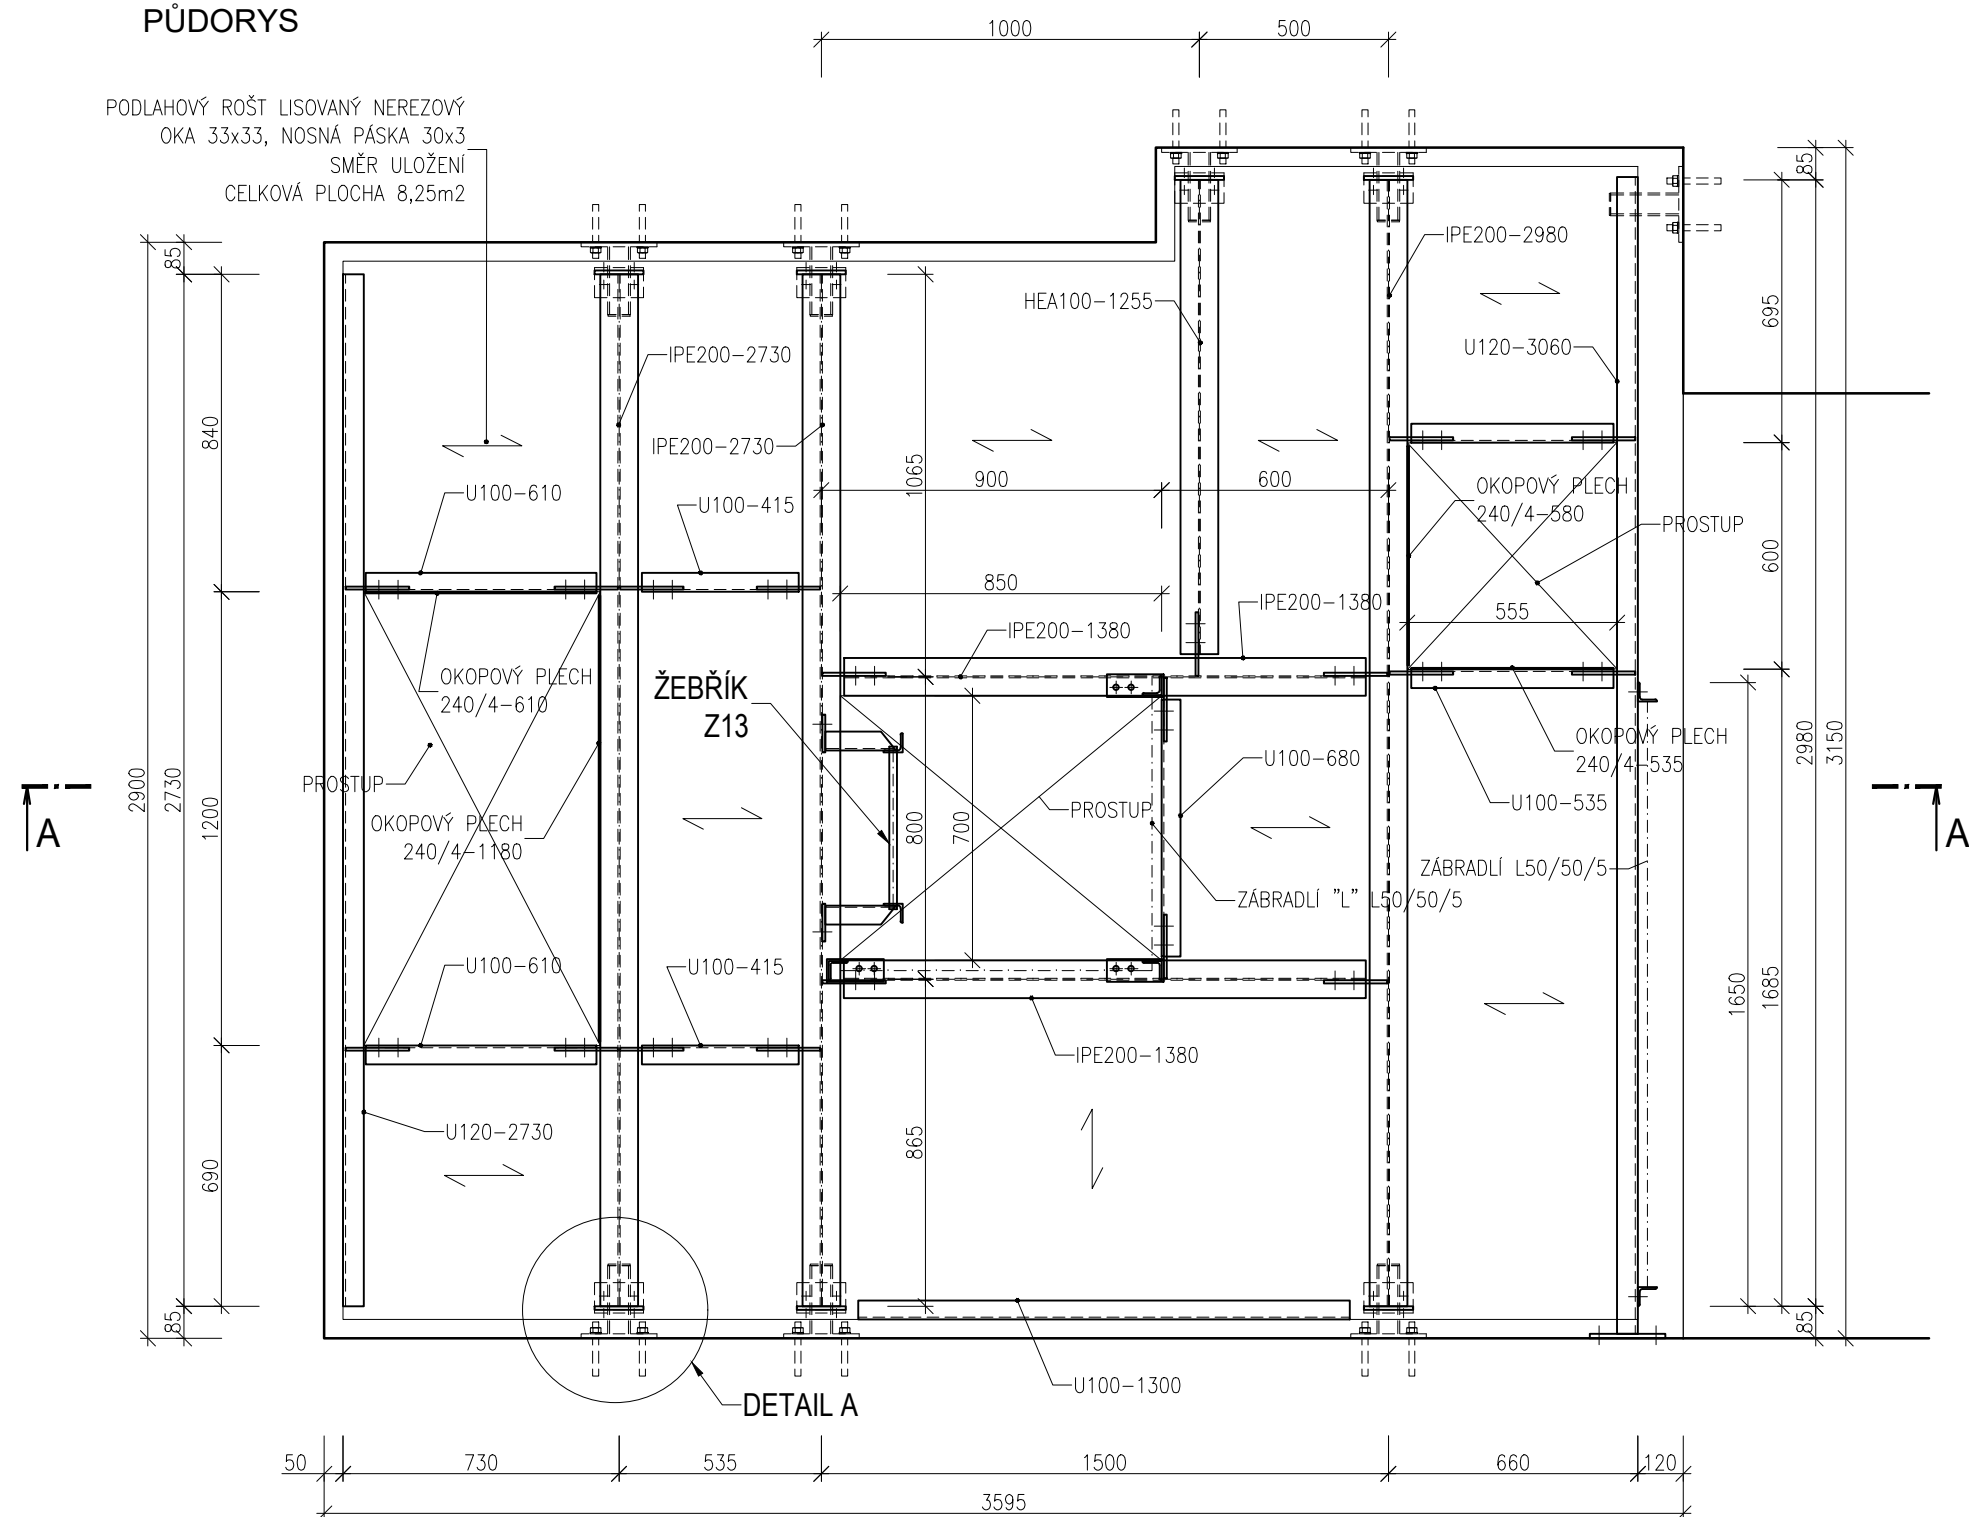 PŮDORYS
1000
500
PODLAHOVÝ ROŠT LISOVANÝ NEREZOVÝ
OKA 33x33, NOSNÁ PÁSKA 30x3
SMĚR ULOŽENÍ
CELKOVÁ PLOCHA 8,25m2
85
85
IPE200-2980
HEA100-1255
695
U120-3060
IPE200-2730
IPE200-2730
840
1065
900
600
U100-610
U100-415
OKOPOVÝ PLECH
240/4-580
PROSTUP
600
850
IPE200-1380
555
IPE200-1380
OKOPOVÝ PLECH
240/4-610
ŽEBŘÍK
Z13
OKOPOVÝ PLECH
240/4-535
2980
3150
U100-680
PROSTUP
2900
2730
1200
800
700
PROSTUP
U100-535
A
A
OKOPOVÝ PLECH
240/4-1180
ZÁBRADLÍ L50/50/5
ZÁBRADLÍ "L" L50/50/5
U100-610
U100-415
1650
1685
IPE200-1380
U120-2730
865
690
85
85
U100-1300
DETAIL A
50
730
535
1500
660
120
3595